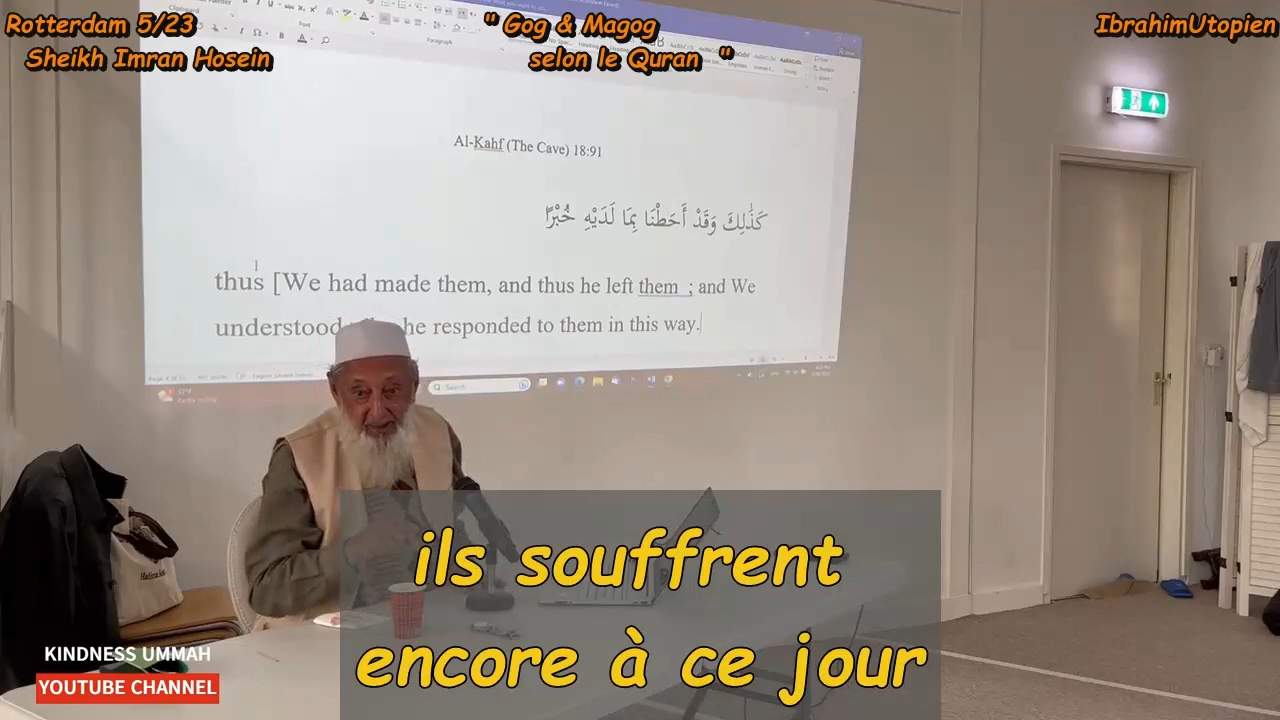 Rotterdam 5/23
Sheikh Imran Hosein
" Gog & Magog
selon le Quran "
IbrahimUtopien
Al-Kahf (The Cave) 18:91
كَذَٰلِكَ وَقَدْ أَحَطْنَا بِمَا لَدَيْهِ خُبْرًا
thus [We had made them, and thus he left them ; and We
understood he responded to them in this way.
Search
ils souffrent
encore à ce jour
KINDNESS UMMAH
YOUTUBE CHANNEL